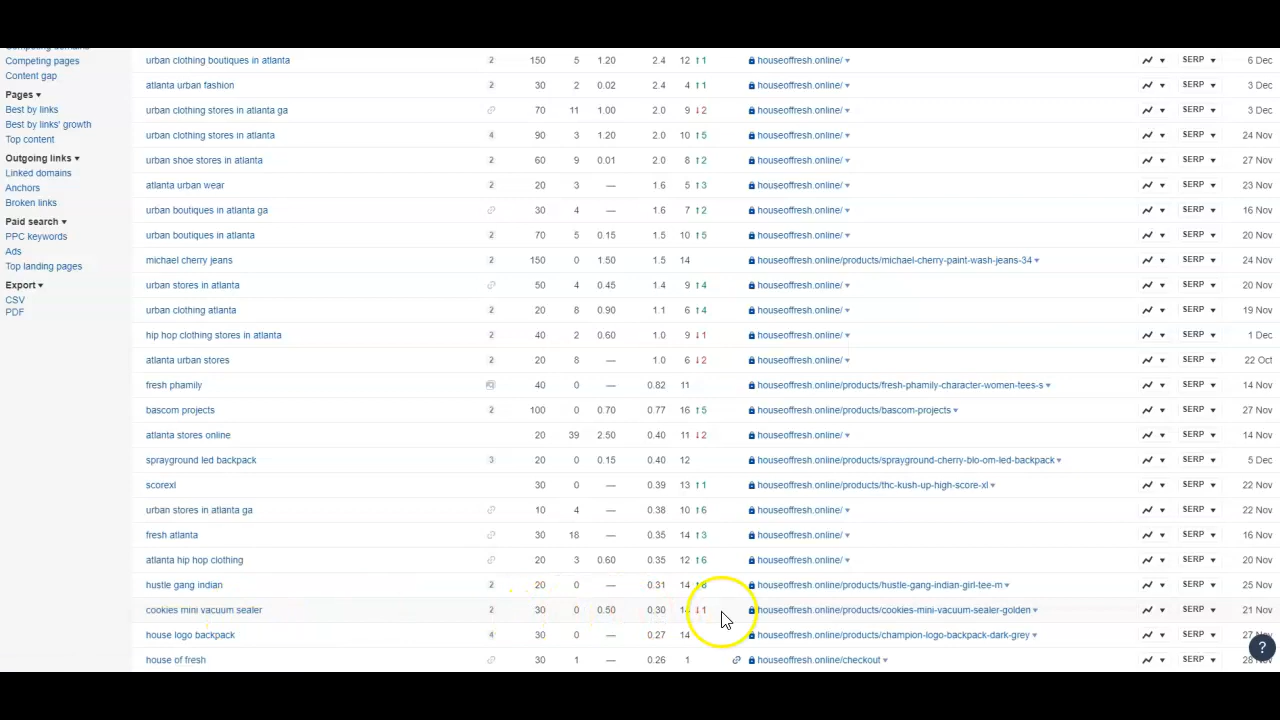 Competing domains
Competing pages
Content gap
Pages
Best by links
Best by links' growth
Top content
Outgoing links
Linked domains
Anchors
Broken links
Paid search
PPC keywords
Ads
Top landing pages
Export
CSV
PDF
urban clothing boutiques in atlanta 2 150 5 1.20 2.4 12 ↑1 houseoffresh.online/ SERP 6 Dec
atlanta urban fashion 2 30 2 0.02 2.4 4 ↑1 houseoffresh.online/ SERP 3 Dec
urban clothing stores in atlanta ga 70 11 1.00 2.0 9 ↓2 houseoffresh.online/ SERP 3 Dec
urban clothing stores in atlanta 4 90 3 1.20 2.0 10 ↑5 houseoffresh.online/ SERP 24 Nov
urban shoe stores in atlanta 2 60 9 0.01 2.0 8 ↑2 houseoffresh.online/ SERP 27 Nov
atlanta urban wear 2 20 3 — 1.6 5 ↑3 houseoffresh.online/ SERP 23 Nov
urban boutiques in atlanta ga 30 4 — 1.6 7 ↑2 houseoffresh.online/ SERP 16 Nov
urban boutiques in atlanta 2 70 5 0.15 1.5 10 ↑5 houseoffresh.online/ SERP 20 Nov
michael cherry jeans 2 150 0 1.50 1.5 14 houseoffresh.online/products/michael-cherry-paint-wash-jeans-34 SERP 24 Nov
urban stores in atlanta 50 4 0.45 1.4 9 ↑4 houseoffresh.online/ SERP 20 Nov
urban clothing atlanta 2 20 8 0.90 1.1 6 ↑4 houseoffresh.online/ SERP 19 Nov
hip hop clothing stores in atlanta 2 40 2 0.60 1.0 9 ↓1 houseoffresh.online/ SERP 1 Dec
atlanta urban stores 2 20 8 — 1.0 6 ↓2 houseoffresh.online/ SERP 22 Oct
fresh phamily 40 0 — 0.82 11 houseoffresh.online/products/fresh-phamily-character-women-tees-s SERP 14 Nov
bascom projects 2 100 0 0.70 0.77 16 ↑5 houseoffresh.online/products/bascom-projects SERP 27 Nov
atlanta stores online 20 39 2.50 0.40 11 ↓2 houseoffresh.online/ SERP 14 Nov
sprayground led backpack 3 20 0 0.15 0.40 12 houseoffresh.online/products/sprayground-cherry-blo-om-led-backpack SERP 5 Dec
scorexl 30 0 — 0.39 13 ↑1 houseoffresh.online/products/thc-kush-up-high-score-xl SERP 22 Nov
urban stores in atlanta ga 10 4 — 0.38 10 ↑6 houseoffresh.online/ SERP 22 Nov
fresh atlanta 30 18 — 0.35 14 ↑3 houseoffresh.online/ SERP 16 Nov
atlanta hip hop clothing 20 3 0.60 0.35 12 ↑6 houseoffresh.online/ SERP 20 Nov
hustle gang indian 2 20 0 — 0.31 14 houseoffresh.online/products/hustle-gang-indian-girl-tee-m SERP 25 Nov
cookies mini vacuum sealer 2 30 0 0.50 0.30 14 ↓1 houseoffresh.online/products/cookies-mini-vacuum-sealer-golden SERP 21 Nov
house logo backpack 4 30 0 — 0.27 14 houseoffresh.online/products/champion-logo-backpack-dark-grey SERP 27 Nov
house of fresh 30 1 — 0.26 1 houseoffresh.online/checkout SERP 28 Nov
?